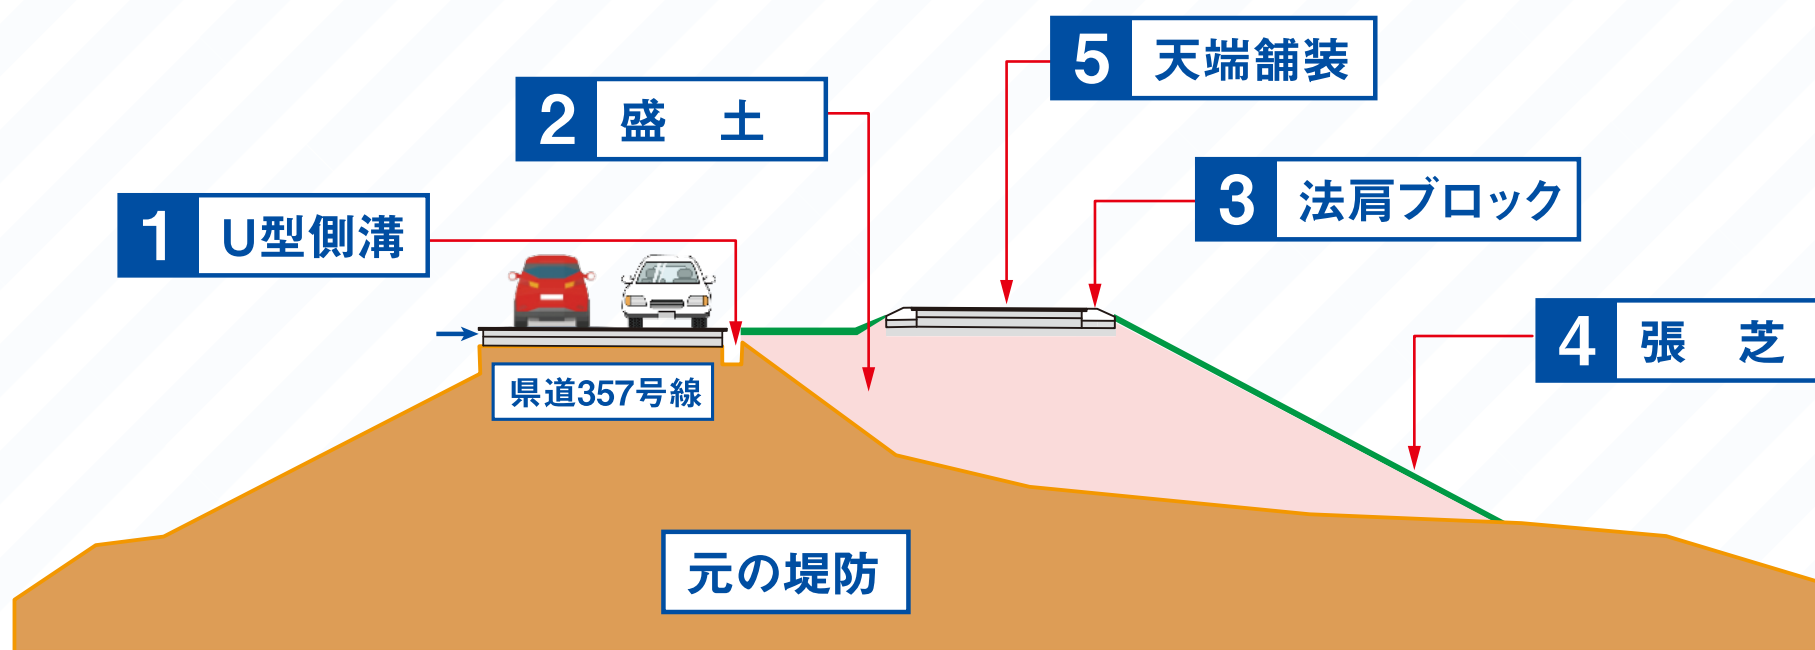 5 天端舗装
2 盛 土
3 法肩ブロック
1 U型側溝
4 張 芝
県道357号線
元の堤防